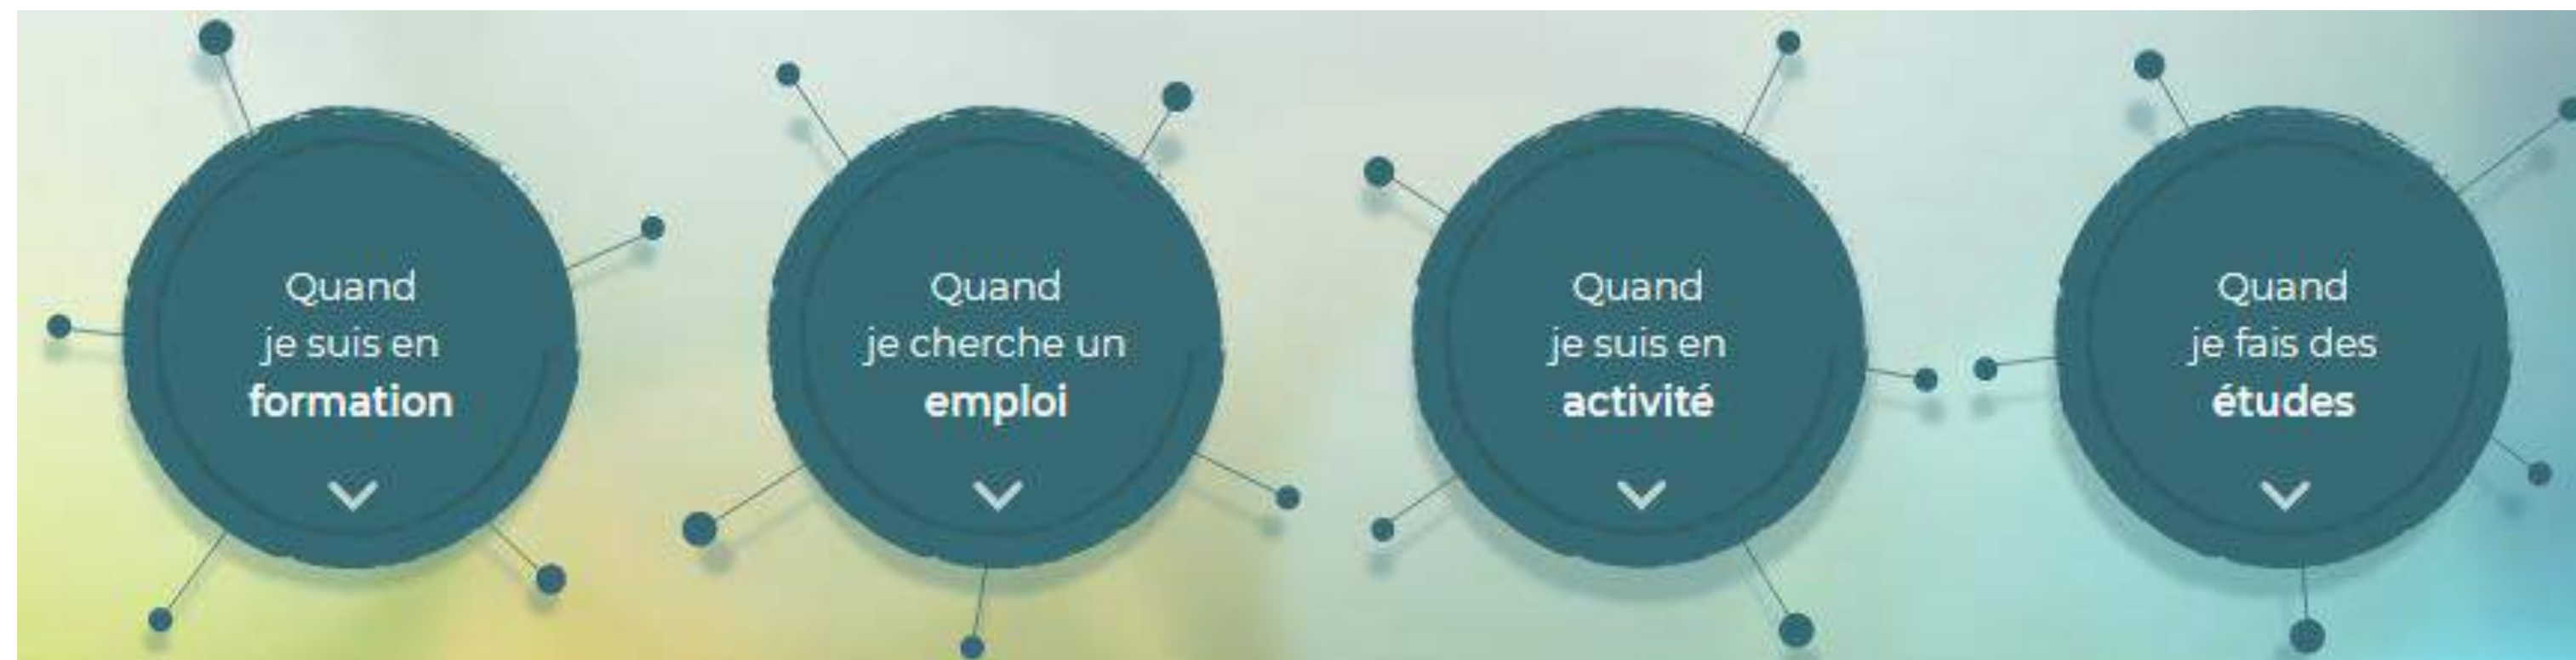 Quand
je suis en
formation
Quand
je cherche un
emploi
Quand
je suis en
activité
Quand
je fais des
études